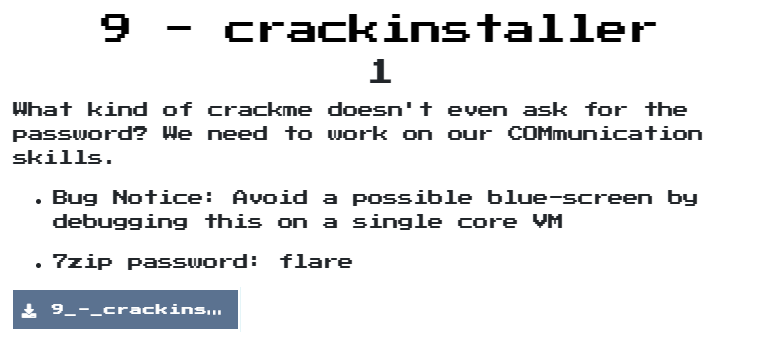 9 - crackinstaller
1
What kind of crackme doesn't even ask for the
password? We need to work on our COMmunication
skills.
• Bug Notice: Avoid a possible blue-screen by
debugging this on a single core VM
• 7zip password: flare
9_-_crackins…